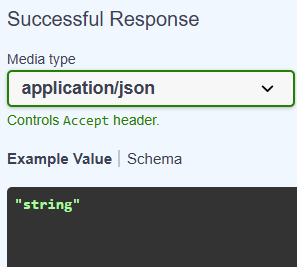 Successful Response
Media type
application/json
Controls Accept header.
Example Value | Schema
"string"